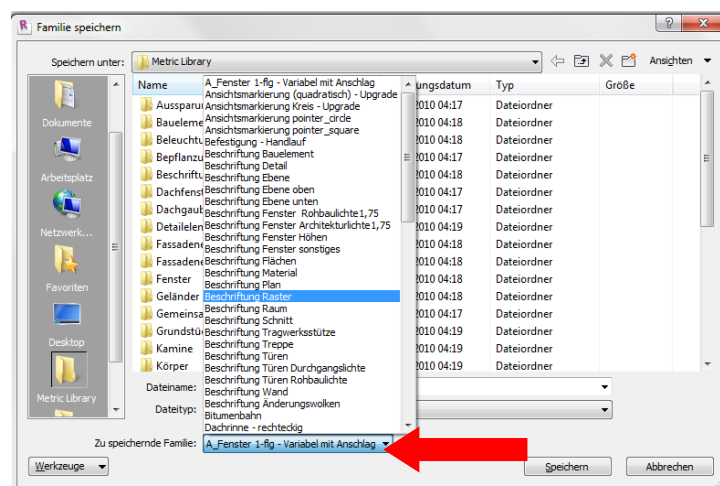 Familie speichern
Speichern unter: Metric Library Ansichten
Name ungsdatum Typ Größe
Dokumente
Arbeitsplatz
Netzwerk...
Favoriten
Desktop
Metric Library
Aussparu 2010 04:17 Dateiordner
Baueleme 2010 04:18 Dateiordner
Beleuchtu 2010 04:18 Dateiordner
Bepflanzu 2010 04:17 Dateiordner
Beschriftu 2010 04:18 Dateiordner
Dachfenst 2010 04:17 Dateiordner
Dachgaub 2010 04:17 Dateiordner
Detailelen 2010 04:19 Dateiordner
Fassadene 2010 04:18 Dateiordner
Fassadene 2010 04:18 Dateiordner
Fenster 2010 04:18 Dateiordner
Geländer 2010 04:18 Dateiordner
Gemeinsa 2010 04:17 Dateiordner
Grundstü 2010 04:19 Dateiordner
Kamine 2010 04:19 Dateiordner
Körper 2010 04:19 Dateiordner
A_Fenster 1-flg - Variabel mit Anschlag
Ansichtsmarkierung (quadratisch) - Upgrade
Ansichtsmarkierung Kreis - Upgrade
Ansichtsmarkierung pointer_circle
Ansichtsmarkierung pointer_square
Befestigung - Handlauf
Beschriftung Bauelement
Beschriftung Detail
Beschriftung Ebene
Beschriftung Ebene oben
Beschriftung Ebene unten
Beschriftung Fenster Rohbaulichte1,75
Beschriftung Fenster Architekturlichte1,75
Beschriftung Fenster Höhen
Beschriftung Fenster sonstiges
Beschriftung Flächen
Beschriftung Material
Beschriftung Plan
Beschriftung Raster
Beschriftung Raum
Beschriftung Schnitt
Beschriftung Tragwerksstütze
Beschriftung Treppe
Beschriftung Türen
Beschriftung Türen Durchgangslichte
Beschriftung Türen Rohbaulichte
Beschriftung Wand
Beschriftung Änderungswolken
Bitumenbahn
Dachrinne - rechteckig
Dateiname:
Dateityp:
Zu speichernde Familie: A_Fenster 1-flg - Variabel mit Anschlag
Werkzeuge Speichern Abbrechen